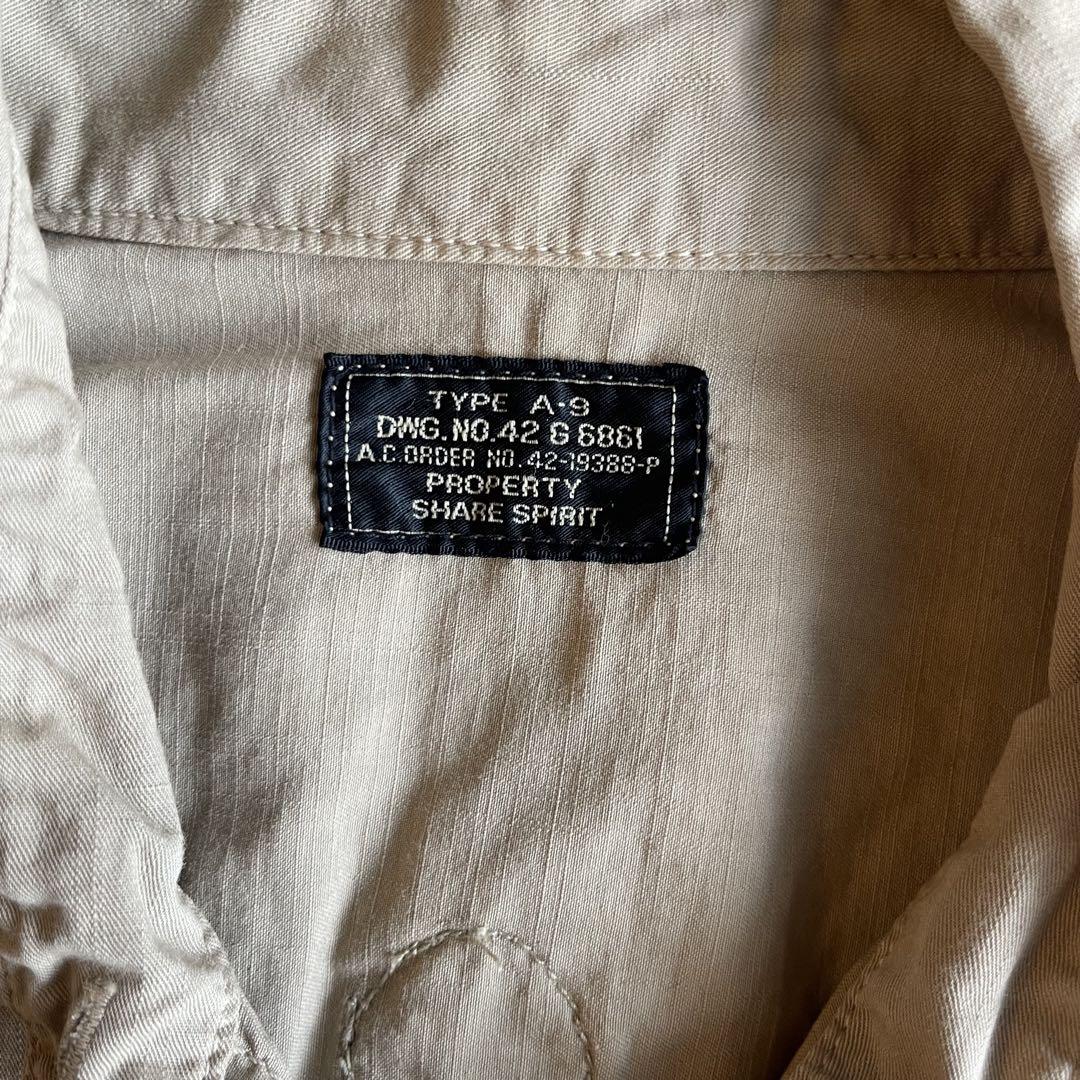 TYPE A-9
DWG. NO. 42 G 6861
A.C. ORDER NO. 42-19388-P
PROPERTY
SHARE SPIRIT